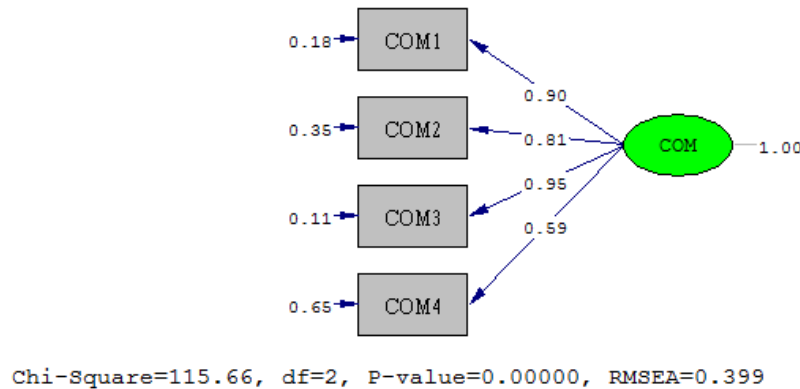 0.18
COM1
0.90
0.35
COM2
0.81
COM
1.00
0.95
0.11
COM3
0.59
0.65
COM4
Chi-Square=115.66, df=2, P-value=0.00000, RMSEA=0.399